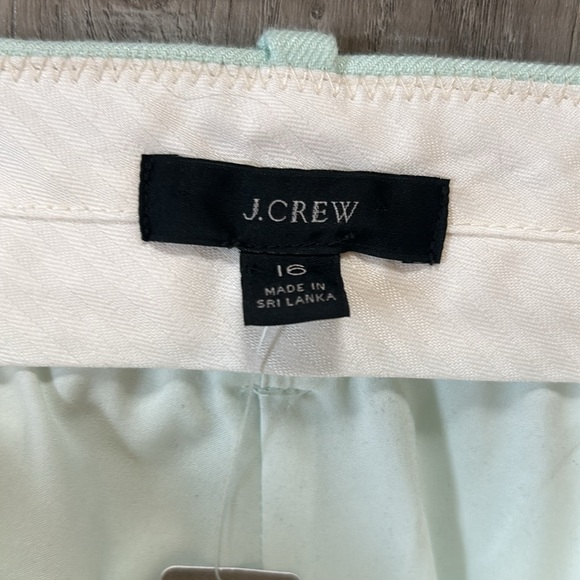 J.CREW
16
MADE IN
SRI LANKA